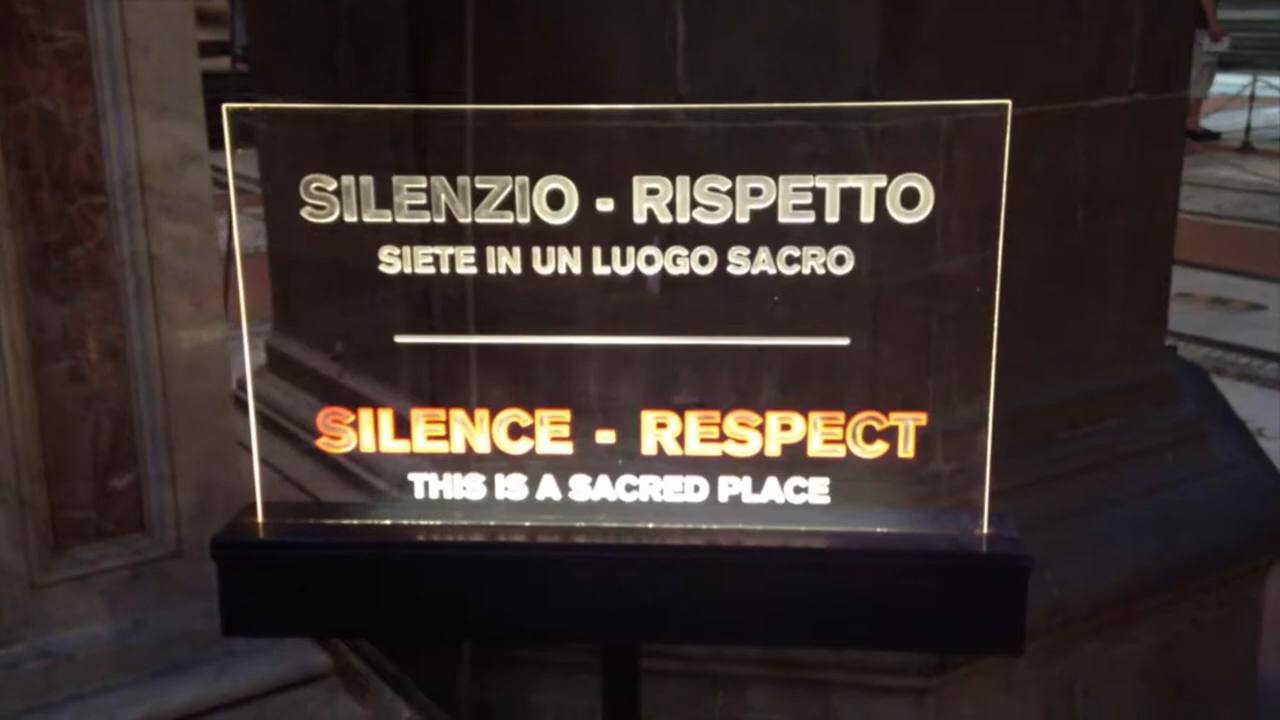 SILENZIO - RISPETTO
SIETE IN UN LUOGO SACRO
SILENCE - RESPECT
THIS IS A SACRED PLACE